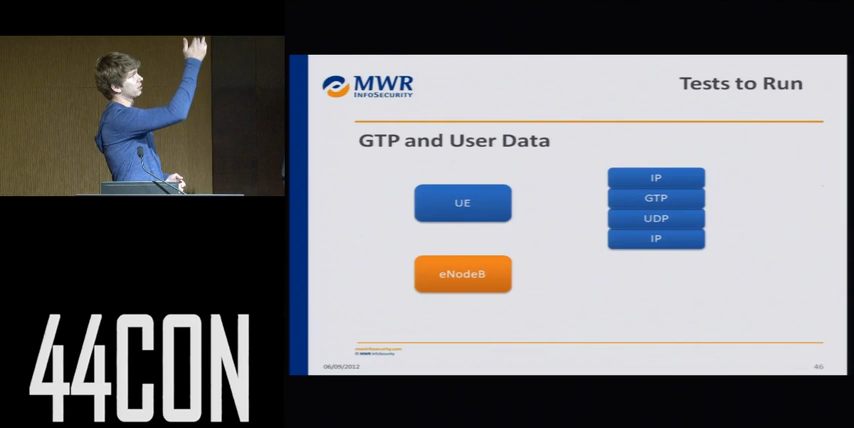 MWR
INFOSECURITY
Tests to Run
GTP and User Data
UE
eNodeB
IP
GTP
UDP
IP
06/09/2012
46
44CON